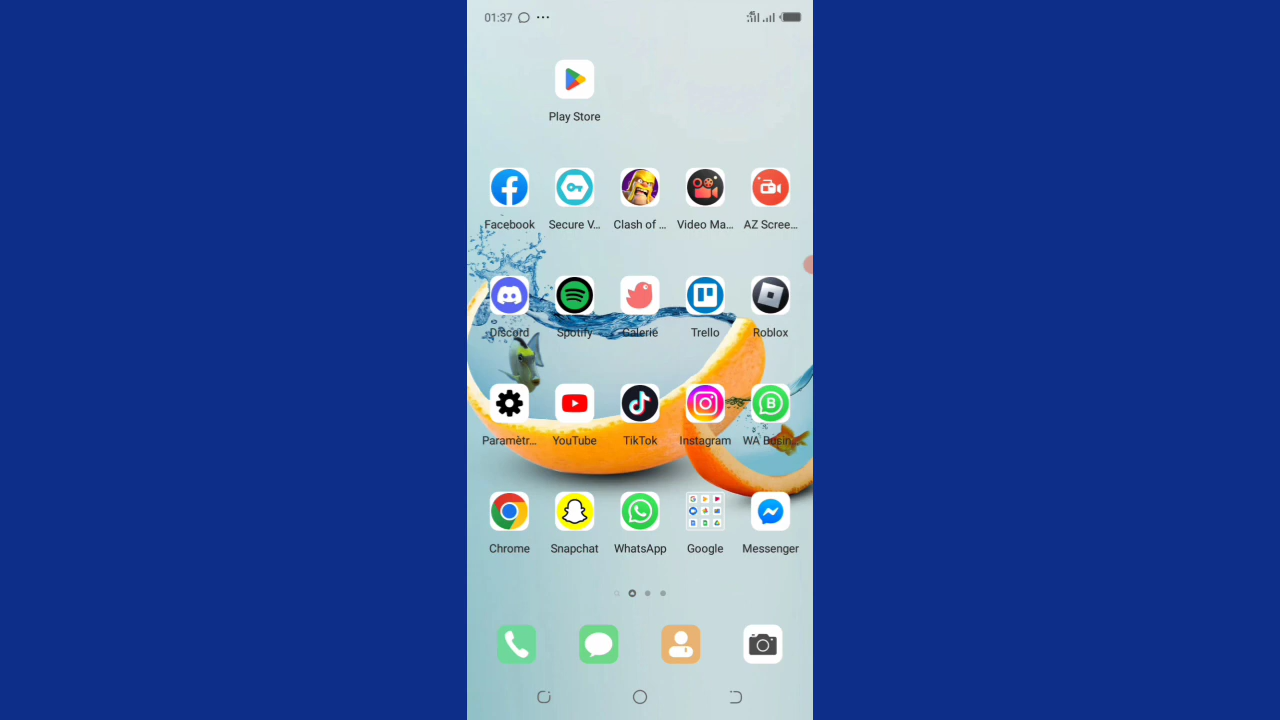 01:37
Play Store
Facebook Secure V... Clash of ... Video Ma... AZ Scree...
Discord Spotify Galerie Trello Roblox
Paramètr... YouTube TikTok Instagram WA Busin...
Chrome Snapchat WhatsApp Google Messenger